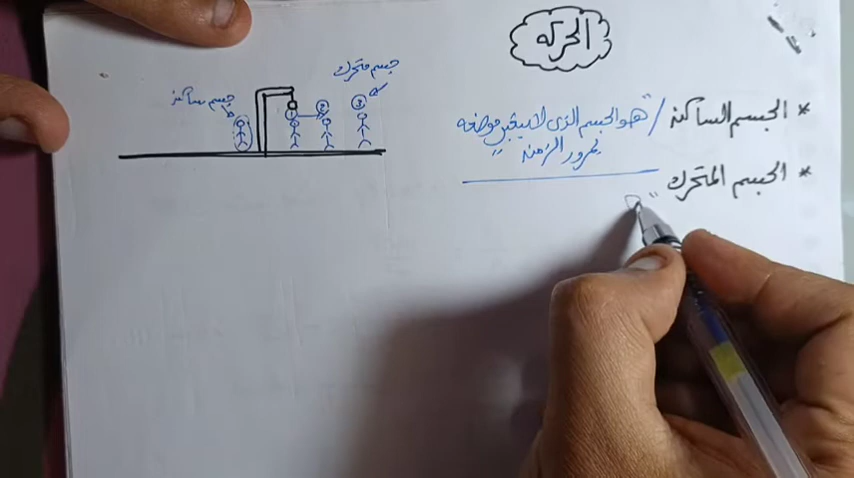 الحركة
* الجسم الساكن / "هو الجسم الذى لا يتغير موضعه
بمرور الزمن"
* الجسم المتحرك "
جسم متحرك
جسم ساكن